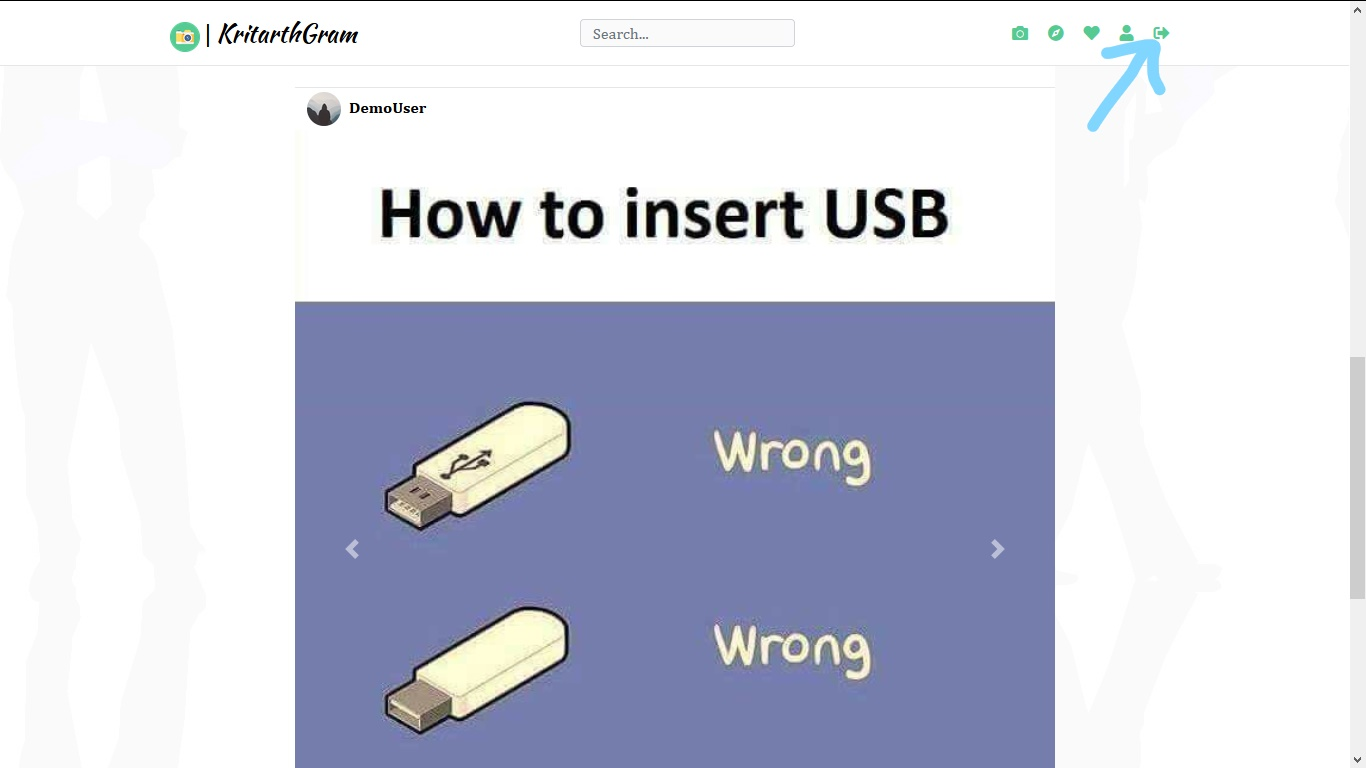 | KritarthGram
Search...
DemoUser
How to insert USB
Wrong
Wrong